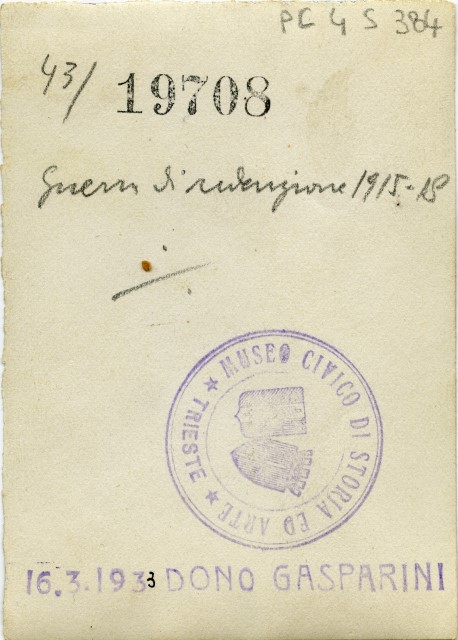 PC 4 S 384
43/ 19708
Guerra di redenzione 1915-18
★ MUSEO CIVICO DI STORIA ED ARTE ★ TRIESTE
16.3.1933 DONO GASPARINI